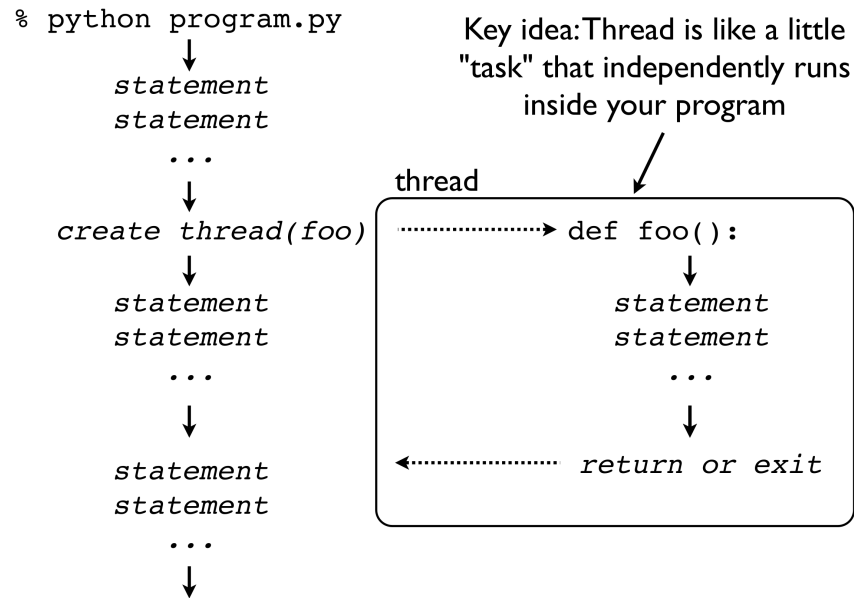 % python program.py
statement
statement
...
create thread(foo)
statement
statement
...
statement
statement
...
Key idea: Thread is like a little
"task" that independently runs
inside your program
thread
def foo():
statement
statement
...
return or exit